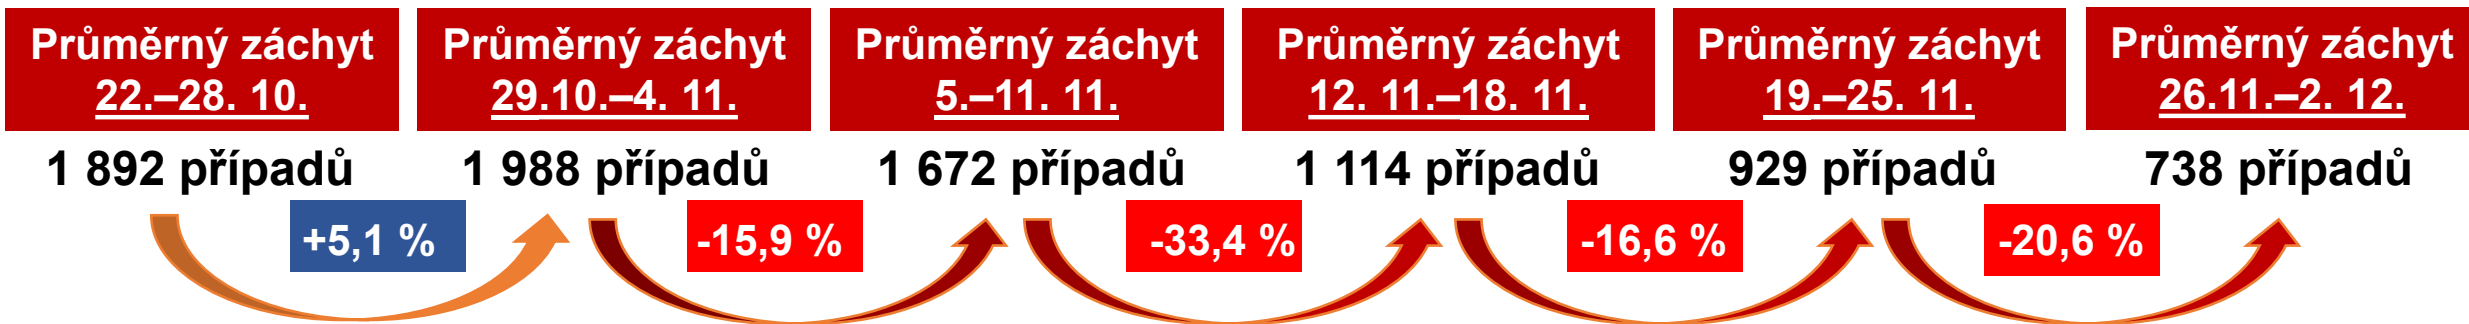 Průměrný záchyt
22.–28. 10.
Průměrný záchyt
29.10.–4. 11.
Průměrný záchyt
5.–11. 11.
Průměrný záchyt
12. 11.–18. 11.
Průměrný záchyt
19.–25. 11.
Průměrný záchyt
26.11.–2. 12.
1 892 případů
1 988 případů
1 672 případů
1 114 případů
929 případů
738 případů
+5,1 %
-15,9 %
-33,4 %
-16,6 %
-20,6 %